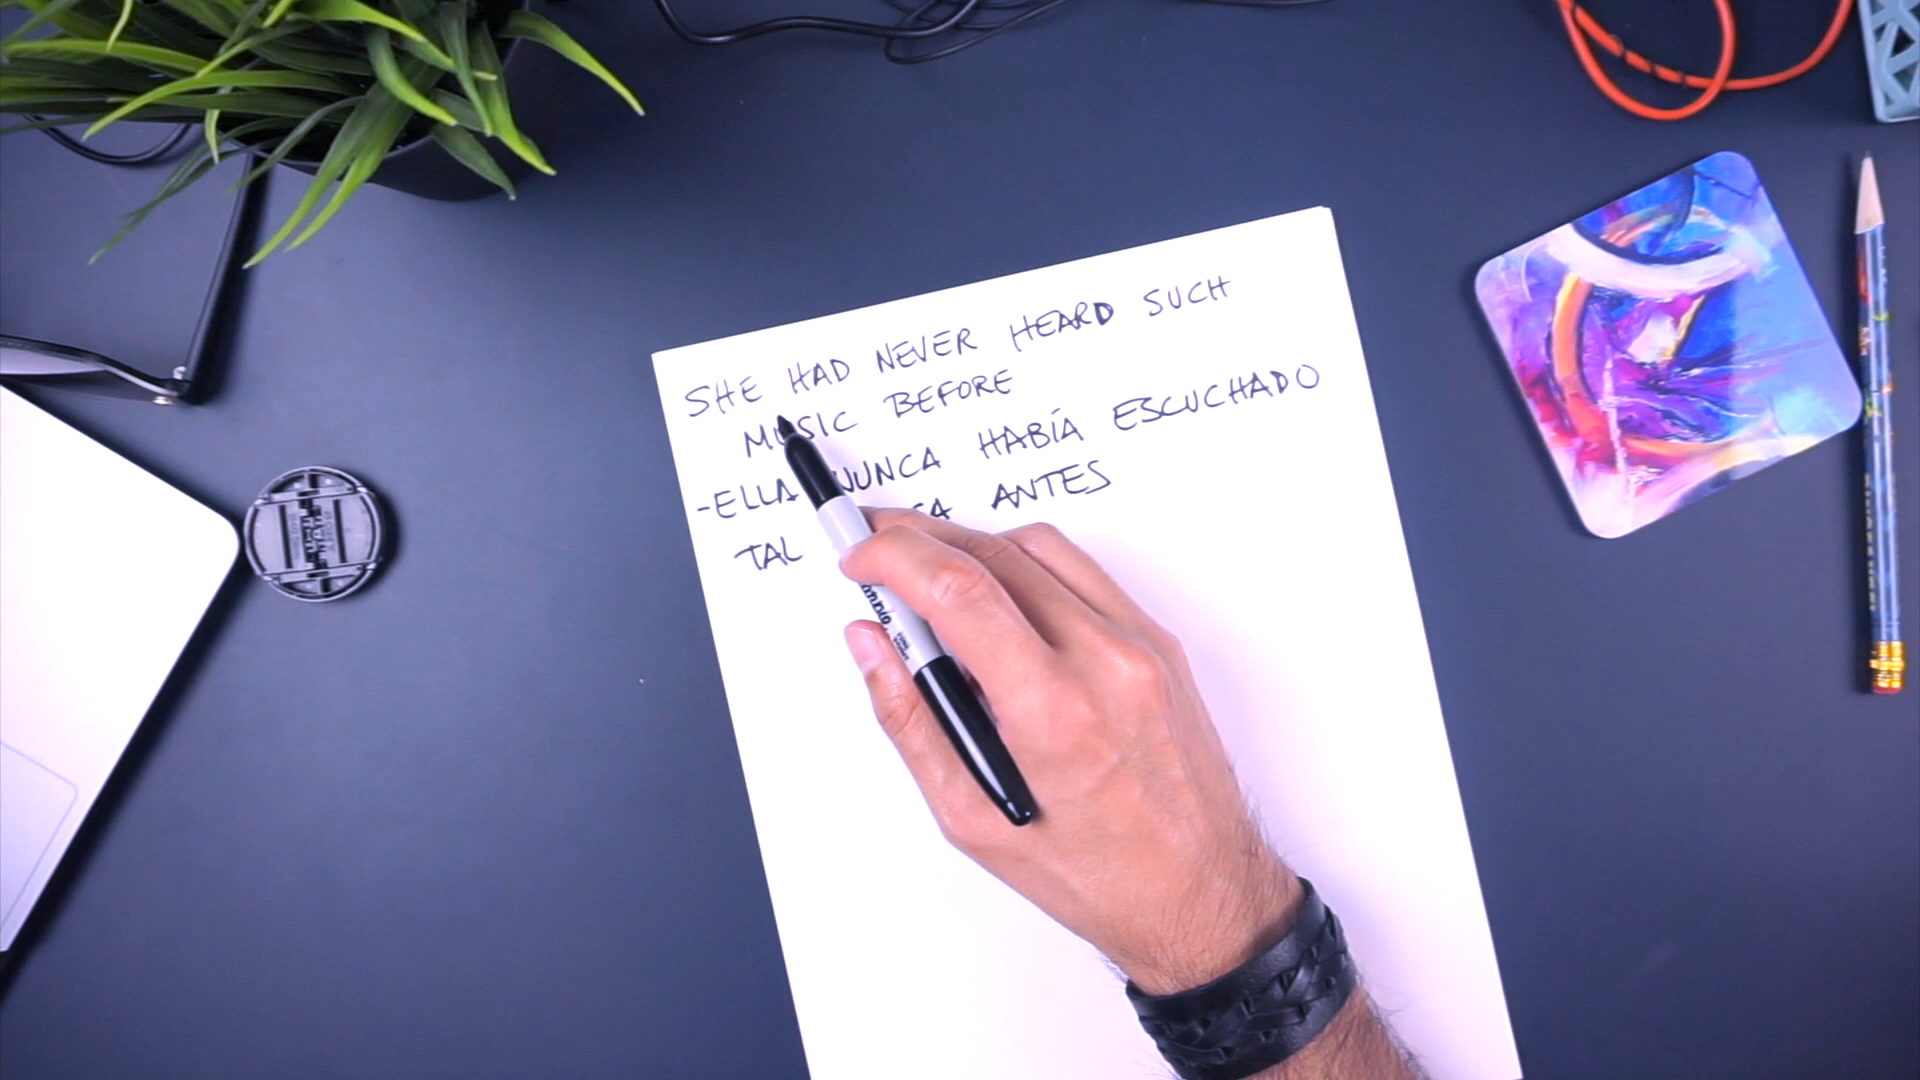 SHE HAD NEVER HEARD SUCH
MUSIC BEFORE
-ELLA NUNCA HABÍA ESCUCHADO
TAL ANTES